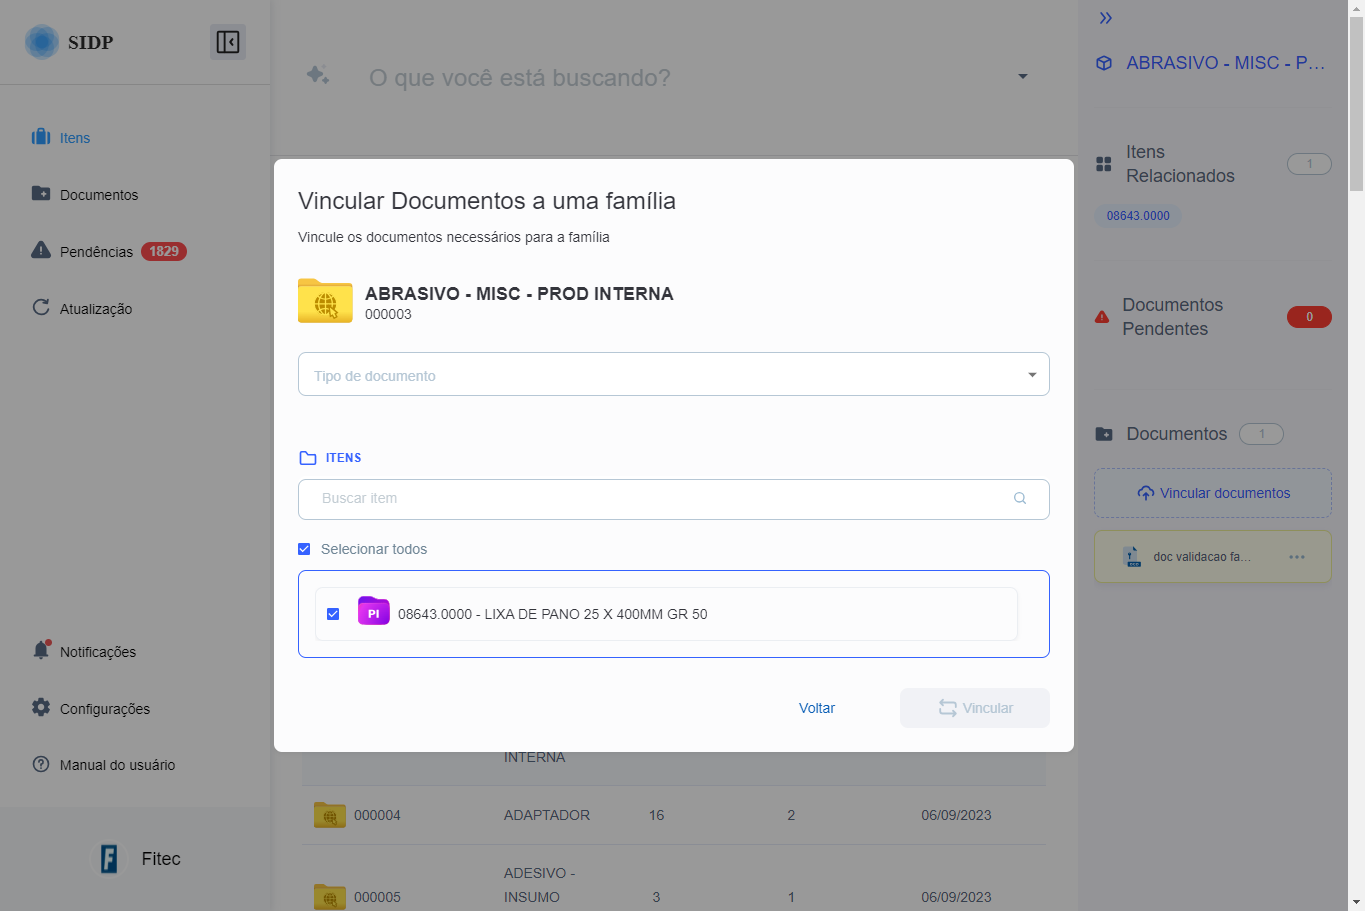 SIDP
Itens
Documentos
Pendências 1829
Atualização
Notificações
Configurações
Manual do usuário
Fitec
O que você está buscando?
Vincular Documentos a uma família
Vincule os documentos necessários para a família
ABRASIVO - MISC - PROD INTERNA
000003
Tipo de documento
ITENS
Buscar item
Selecionar todos
PI 08643.0000 - LIXA DE PANO 25 X 400MM GR 50
Voltar
Vincular
INTERNA
000004 ADAPTADOR 16 2 06/09/2023
ADESIVO -
000005 INSUMO 3 1 06/09/2023
ABRASIVO - MISC - P...
Itens
Relacionados
1
08643.0000
Documentos
Pendentes
0
Documentos 1
Vincular documentos
doc validacao fa...